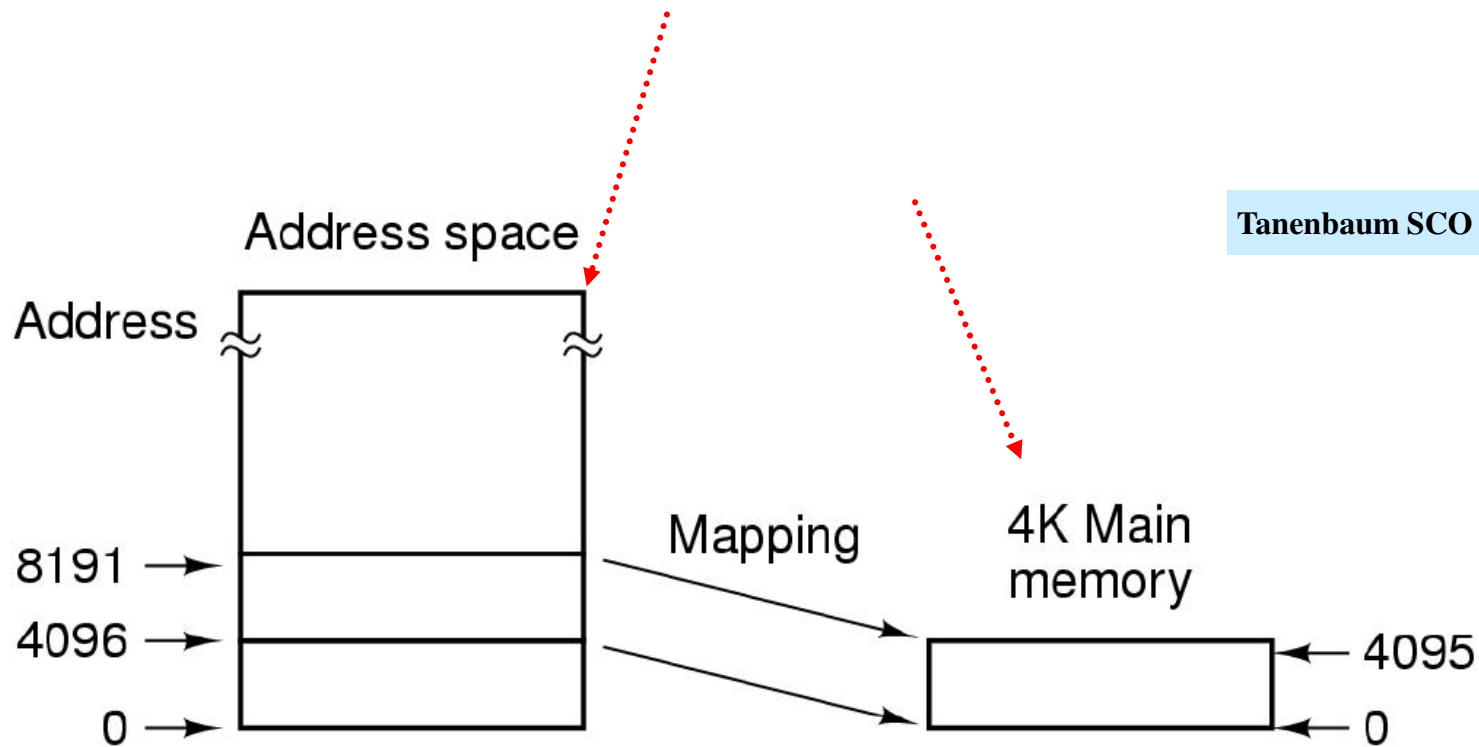 Tanenbaum SCO
Address space
Address
Mapping
4K Main
memory
8191
4096
4095
0
0